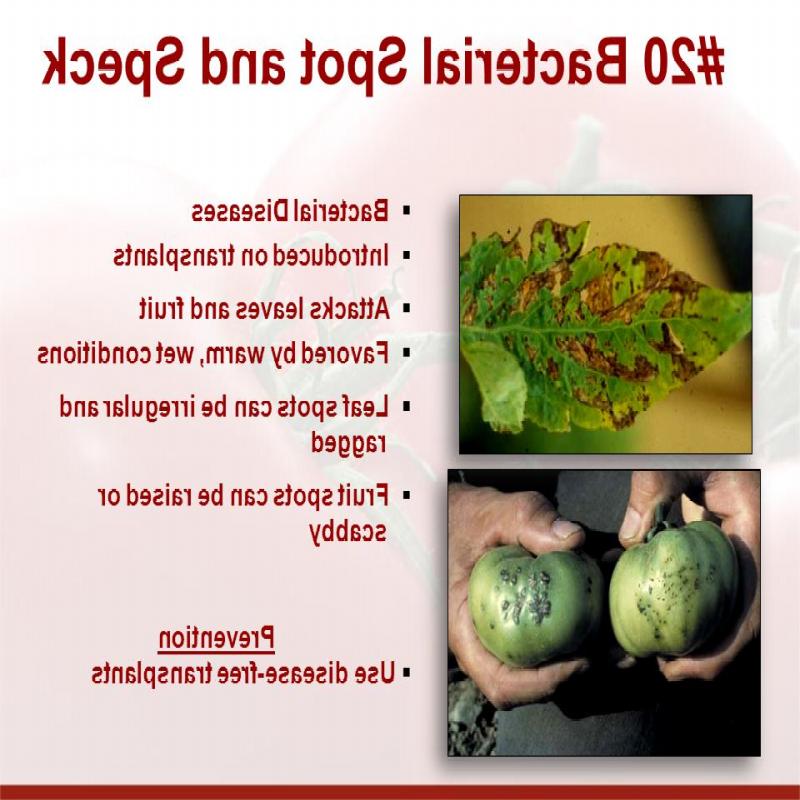 #20 Bacterial Spot and Speck
▪ Bacterial Diseases
▪ Introduced on transplants
▪ Attacks leaves and fruit
▪ Favored by warm, wet conditions
▪ Leaf spots can be irregular and
ragged
▪ Fruit spots can be raised or
scabby
Prevention
▪ Use disease-free transplants